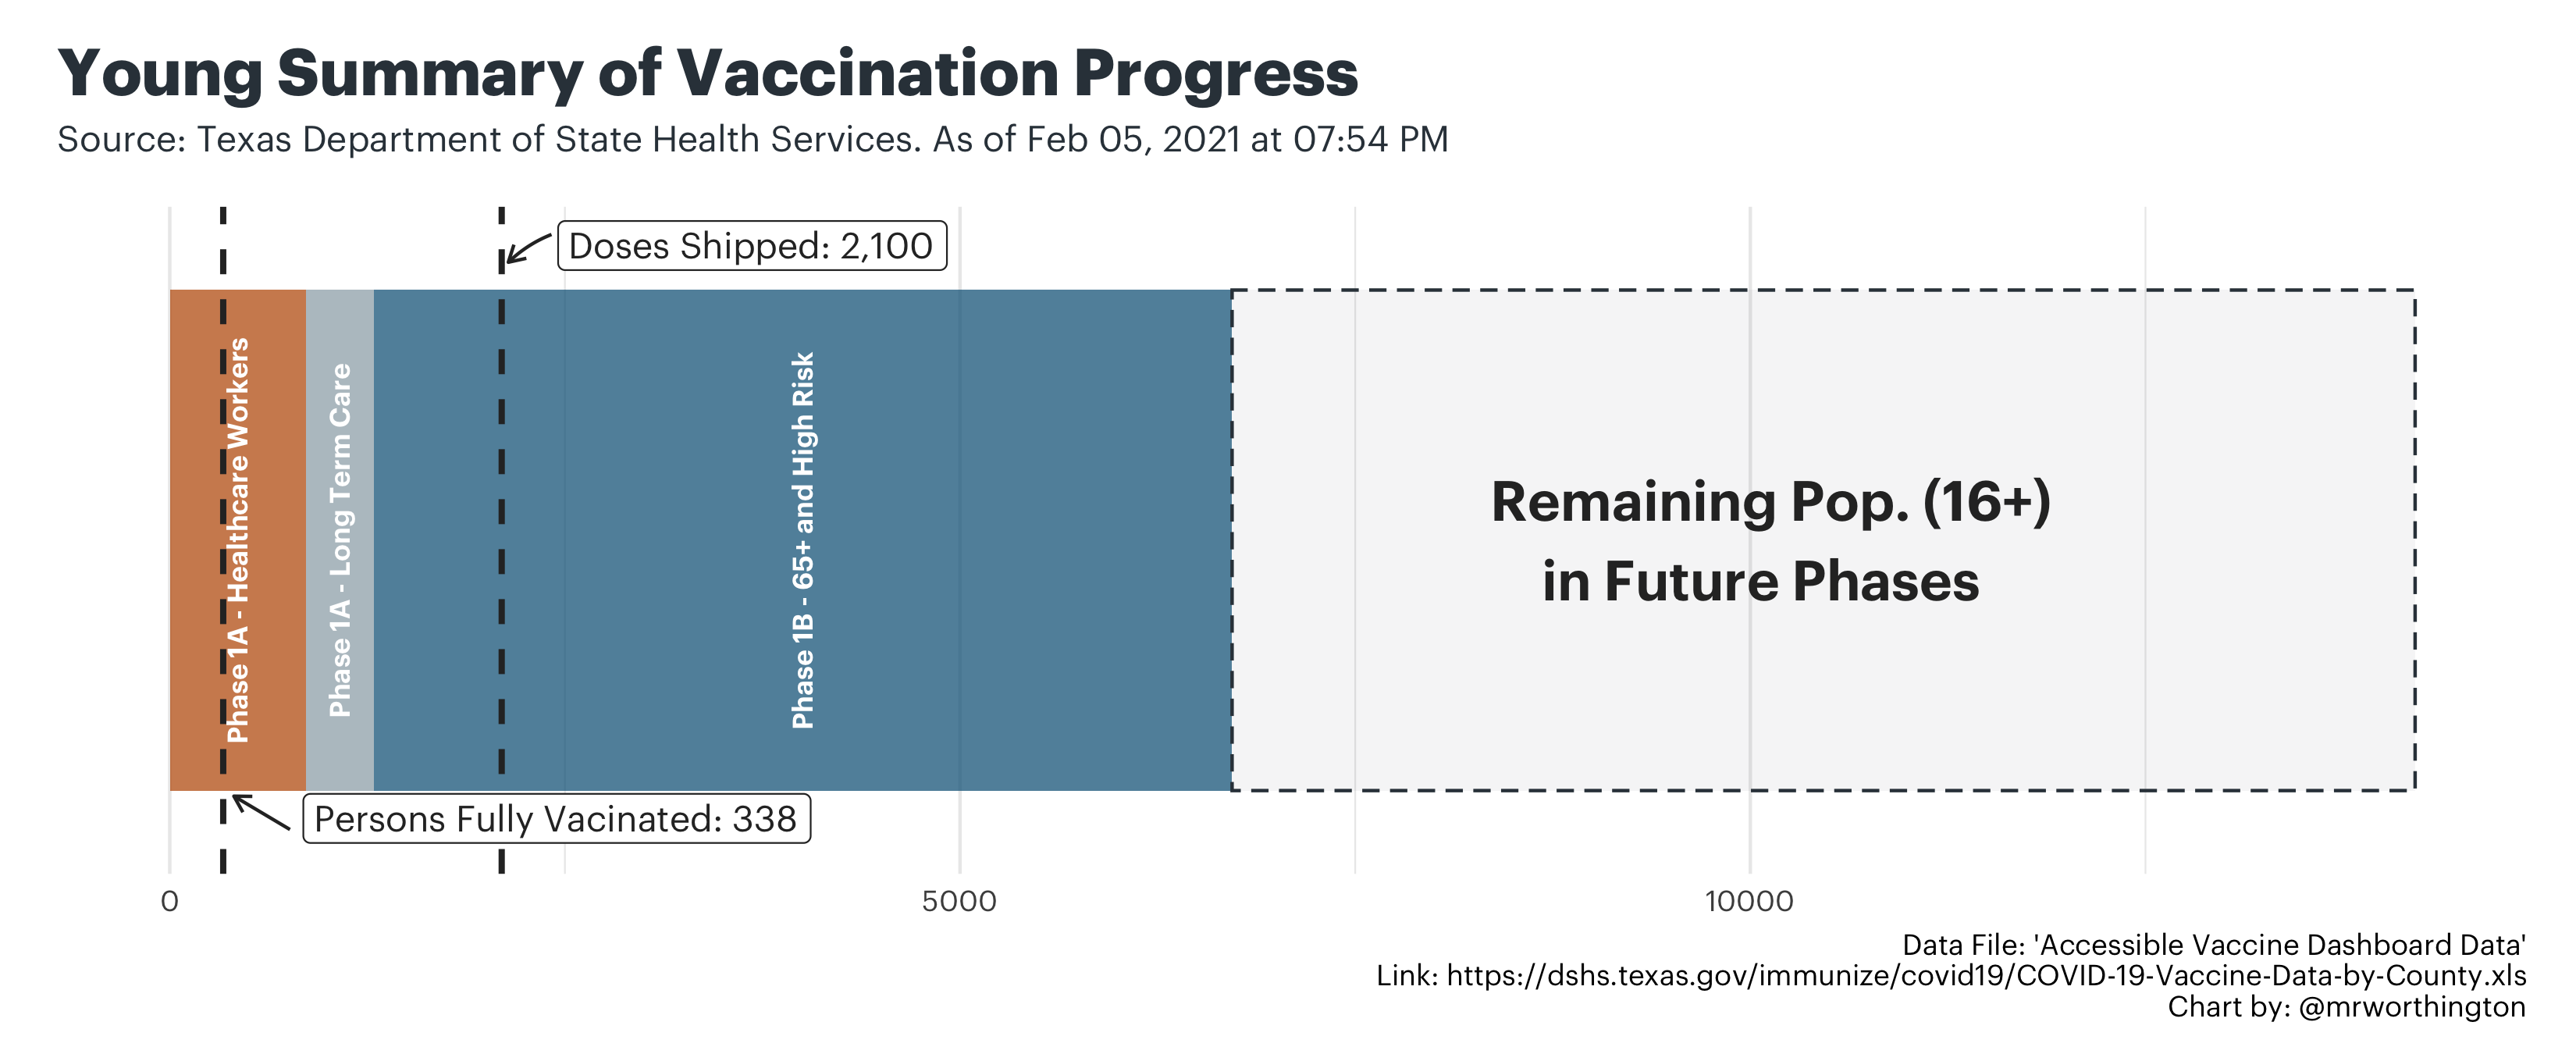 Young Summary of Vaccination Progress
Source: Texas Department of State Health Services. As of Feb 05, 2021 at 07:54 PM
Doses Shipped: 2,100
Phase 1A - Healthcare Workers
Phase 1A - Long Term Care
Phase 1B - 65+ and High Risk
Remaining Pop. (16+)
in Future Phases
Persons Fully Vacinated: 338
0
5000
10000
Data File: 'Accessible Vaccine Dashboard Data'
Link: https://dshs.texas.gov/immunize/covid19/COVID-19-Vaccine-Data-by-County.xls
Chart by: @mrworthington